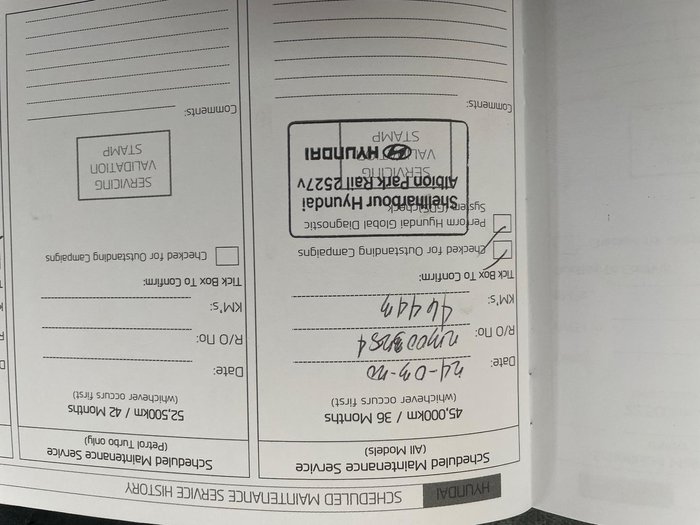 HYUNDAI SCHEDULED MAINTENANCE SERVICE HISTORY
Scheduled Maintenance Service
(All Models)
45,000km / 36 Months
(whichever occurs first)
Date: 24-03-20
R/O no:
KM's: 46443
Tick Box To Confirm:
Checked for Outstanding Campaigns
Perform Hyundai Global Diagnostic
System (GDS) check
Shellharbour Hyundai
Albion Park Rail 2527v
HYUNDAI
SERVICING
VALIDATION
STAMP
Comments:
Scheduled Maintenance Service
(Petrol Turbo only)
52,500km / 42 Months
(whichever occurs first)
Date:
R/O no:
KM's:
Tick Box To Confirm:
Checked for Outstanding Campaigns
SERVICING
VALIDATION
STAMP
Comments: